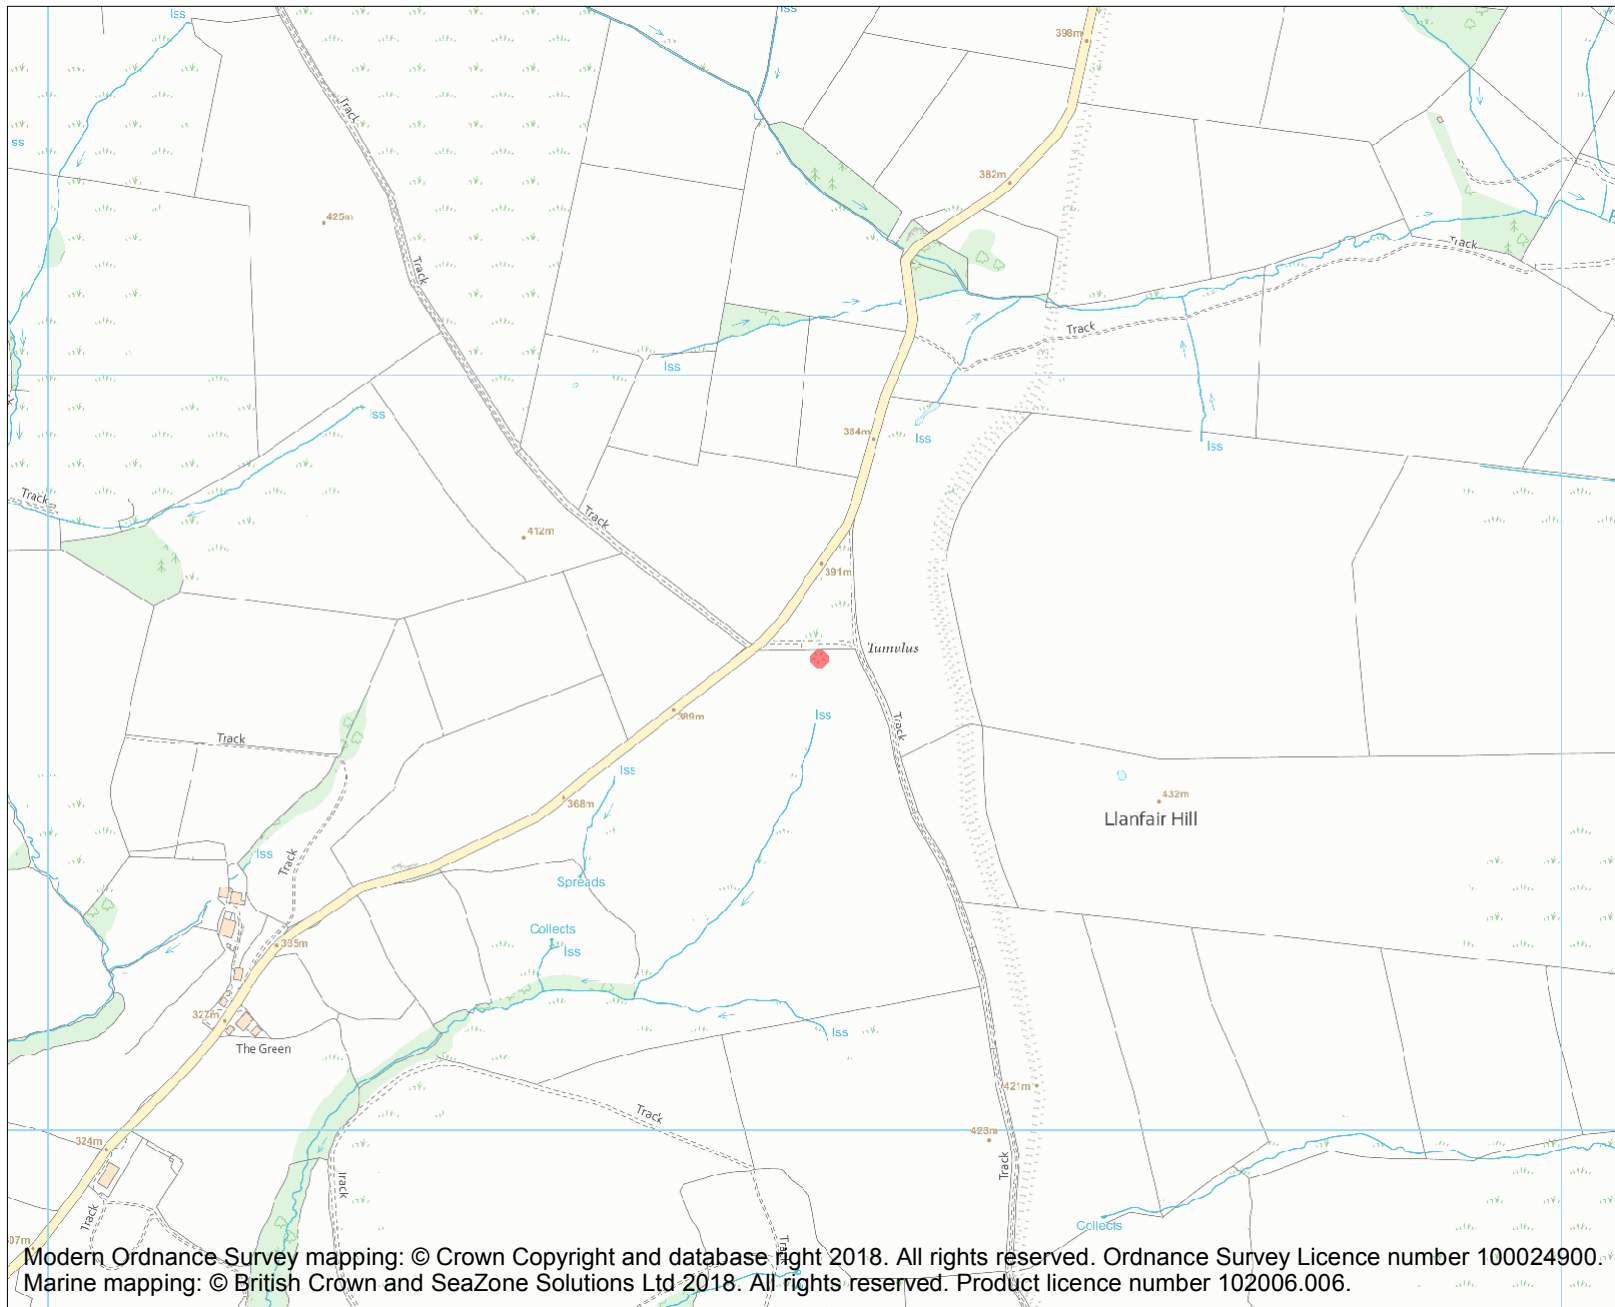 Iss
Iss
398m
Track
ss
382m
425m
Track
Track
Track
Iss
Iss
384m
Iss
Iss
Track
Track
412m
391m
Tumulus
389m
Iss
Track
Track
Iss
368m
432m
Llanfair Hill
Iss
Track
Spreads
Collects
Iss
335m
327m
Iss
The Green
421m
Track
423m
324m
Track
Track
Track
Collects
307m
Track
Modern Ordnance Survey mapping: © Crown Copyright and database right 2018. All rights reserved. Ordnance Survey Licence number 100024900.
Marine mapping: © British Crown and SeaZone Solutions Ltd 2018. All rights reserved. Product licence number 102006.006.